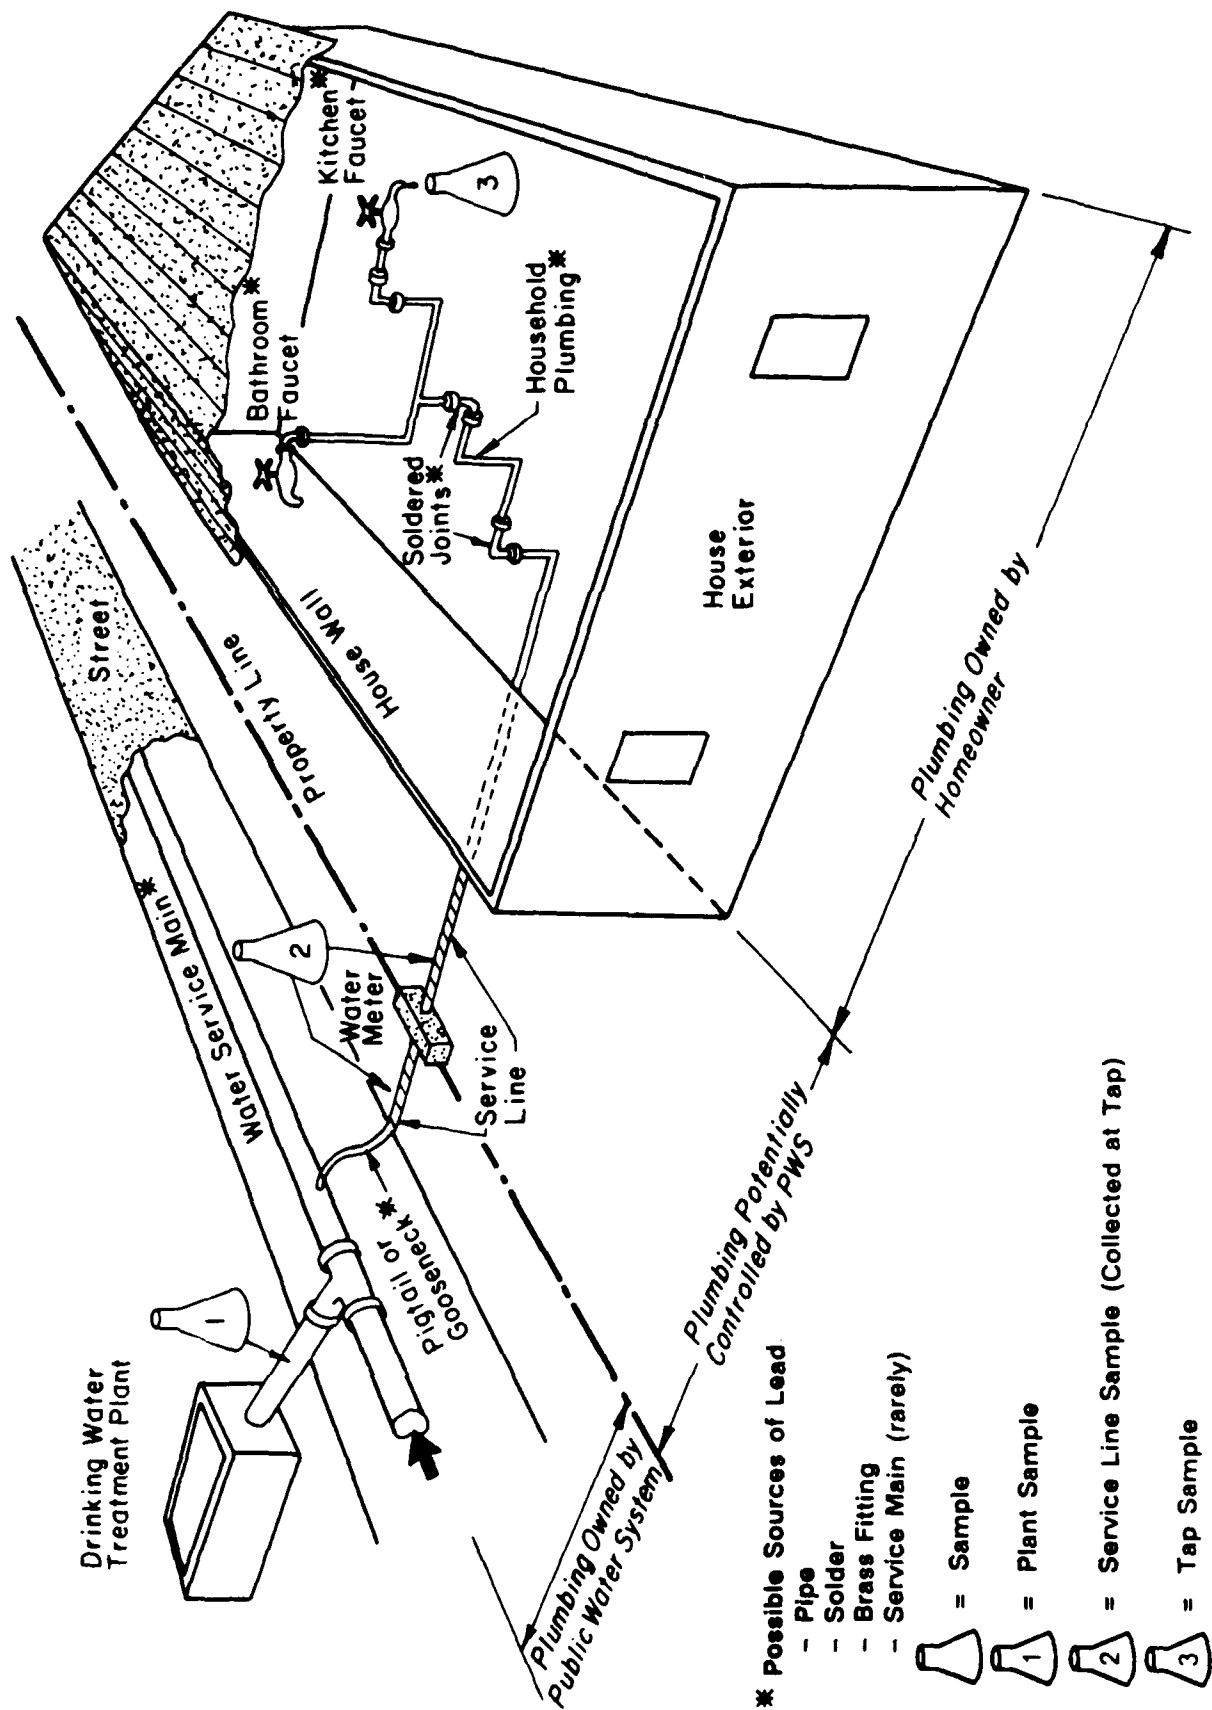 Drinking Water
Treatment Plant
1
Water Service Main*
Street
Pigtail or *
Gooseneck
2
Water
Meter
Service
Line
Property Line
House Wall
Bathroom*
Faucet
Kitchen*
Faucet
3
Soldered
Joints*
Household
Plumbing*
House
Exterior
Plumbing Owned by
Public Water System
Plumbing Potentially
Controlled by PWS
Plumbing Owned by
Homeowner
* Possible Sources of Lead
- Pipe
- Solder
- Brass Fitting
- Service Main (rarely)
= Sample
1 = Plant Sample
2 = Service Line Sample (Collected at Tap)
3 = Tap Sample